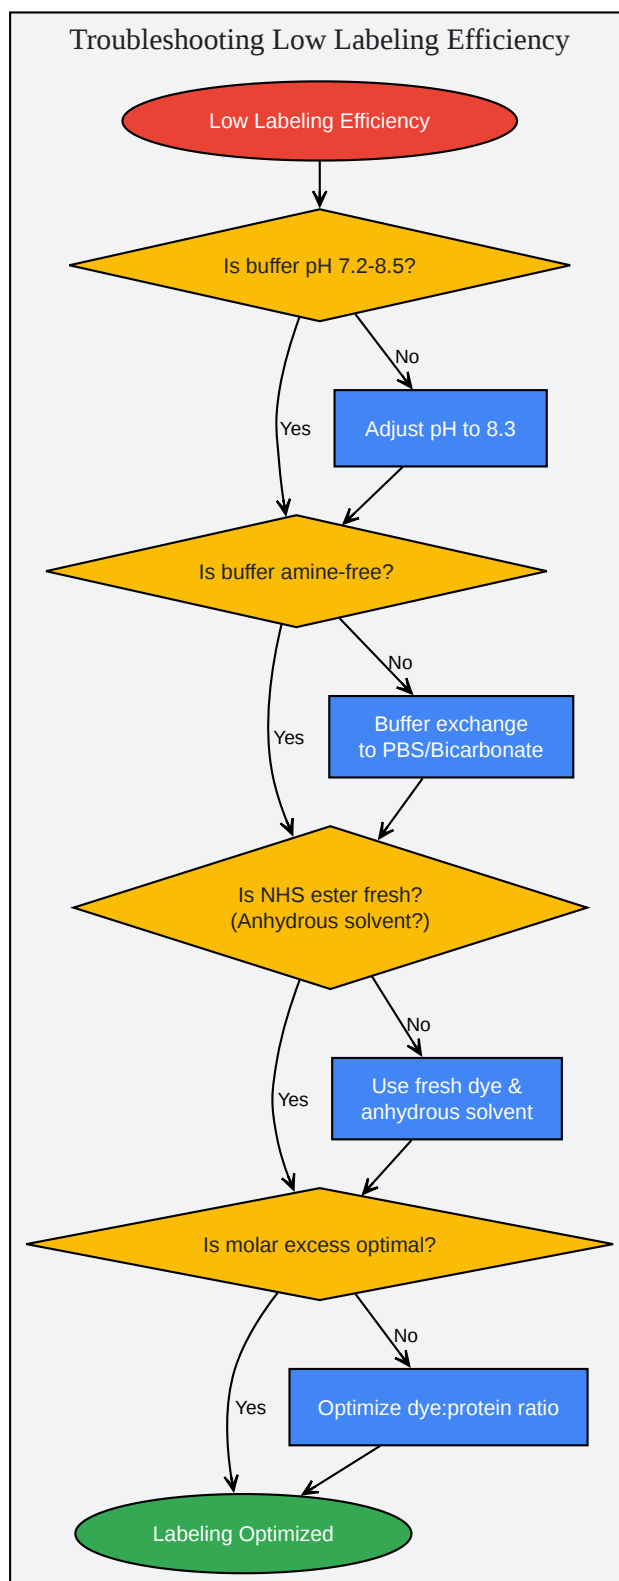 Troubleshooting Low Labeling Efficiency
Low Labeling Efficiency
Is buffer pH 7.2-8.5?
No
Yes
Adjust pH to 8.3
Is buffer amine-free?
No
Buffer exchange
to PBS/Bicarbonate
Yes
Is NHS ester fresh?
(Anhydrous solvent?)
No
Use fresh dye &
anhydrous solvent
Yes
Is molar excess optimal?
No
Yes
Optimize dye:protein ratio
Labeling Optimized